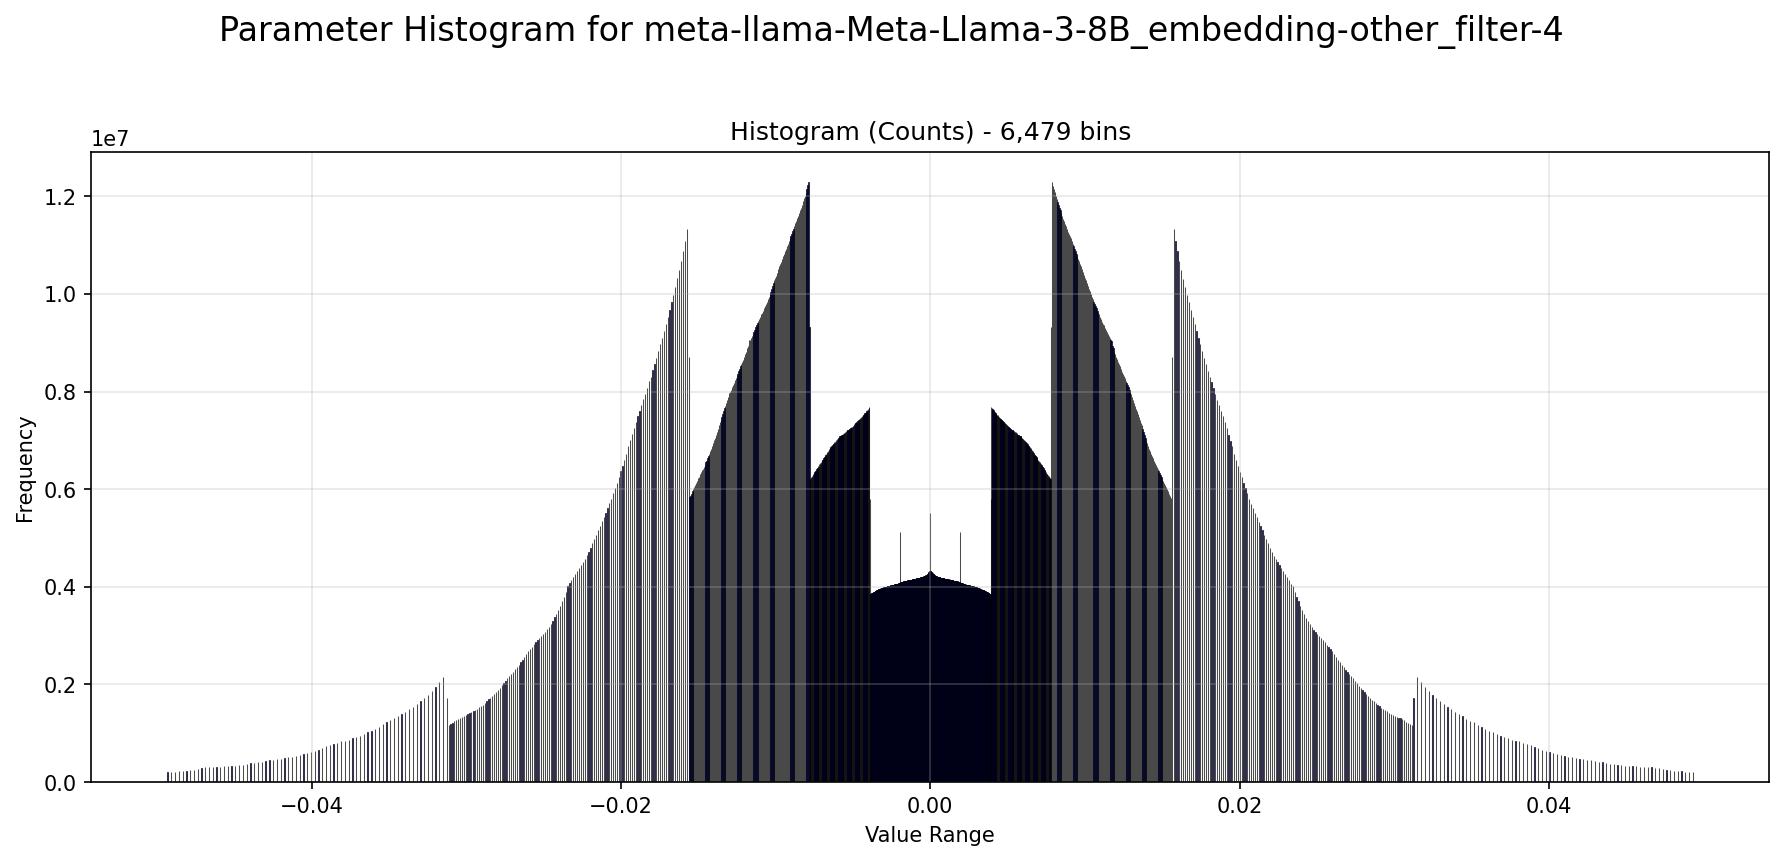 Parameter Histogram for meta-llama-Meta-Llama-3-8B_embedding-other_filter-4
Histogram (Counts) - 6,479 bins
1e7
1.2
1.0
0.8
0.6
0.4
0.2
0.0
Frequency
−0.04
−0.02
0.00
0.02
0.04
Value Range